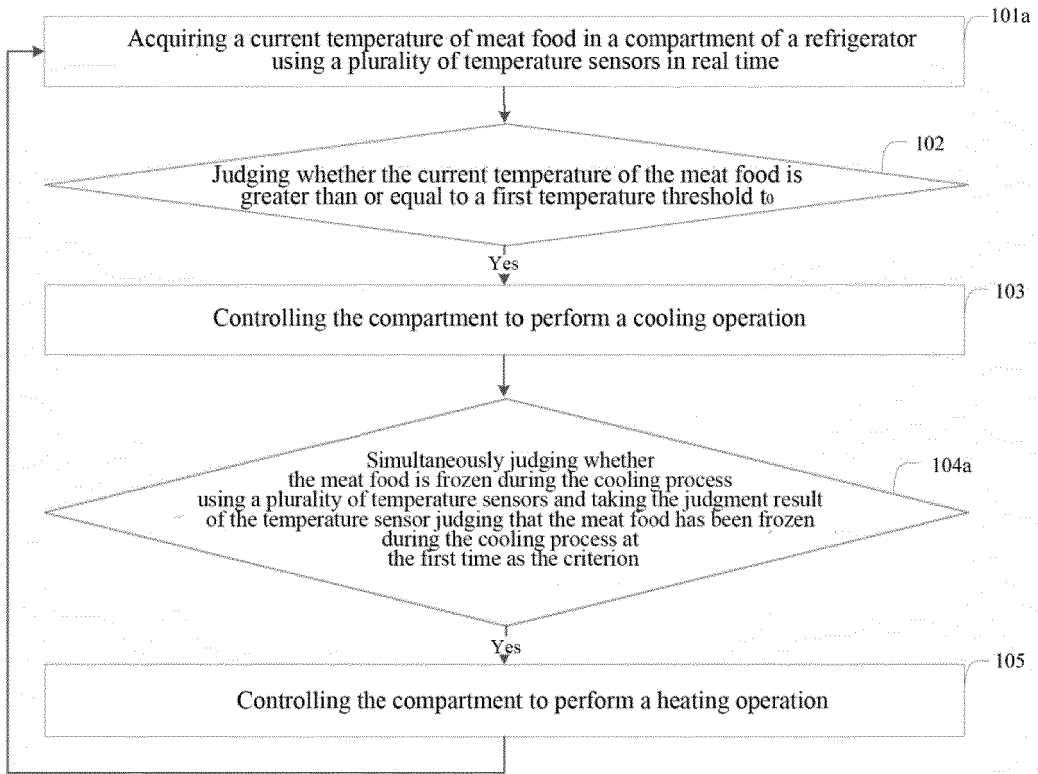 101a
Acquiring a current temperature of meat food in a compartment of a refrigerator
using a plurality of temperature sensors in real time
102
Judging whether the current temperature of the meat food is
greater than or equal to a first temperature threshold t0
Yes
103
Controlling the compartment to perform a cooling operation
Simultaneously judging whether
the meat food is frozen during the cooling process
using a plurality of temperature sensors and taking the judgment result
of the temperature sensor judging that the meat food has been frozen
during the cooling process at
the first time as the criterion
104a
Yes
105
Controlling the compartment to perform a heating operation